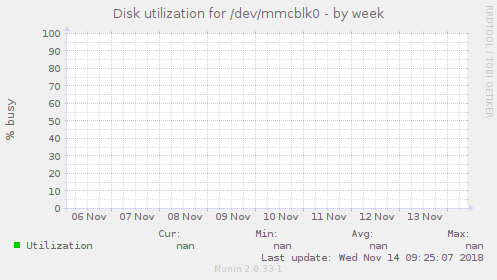 Disk utilization for /dev/mmcblk0 - by week
RRDTOOL / TOBI OETIKER
% busy
100
90
80
70
60
50
40
30
20
10
0
06 Nov 07 Nov 08 Nov 09 Nov 10 Nov 11 Nov 12 Nov 13 Nov
Cur: Min: Avg: Max:
Utilization nan nan nan nan
Last update: Wed Nov 14 09:25:07 2018
Munin 2.0.33-1